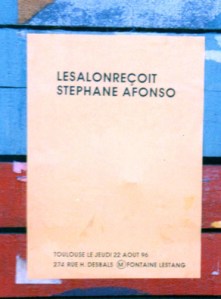 LESALONREÇOIT
STEPHANE AFONSO
TOULOUSE LE JEUDI 22 AOUT 96
274 RUE H. DESBALS Ⓜ FONTAINE LESTANG